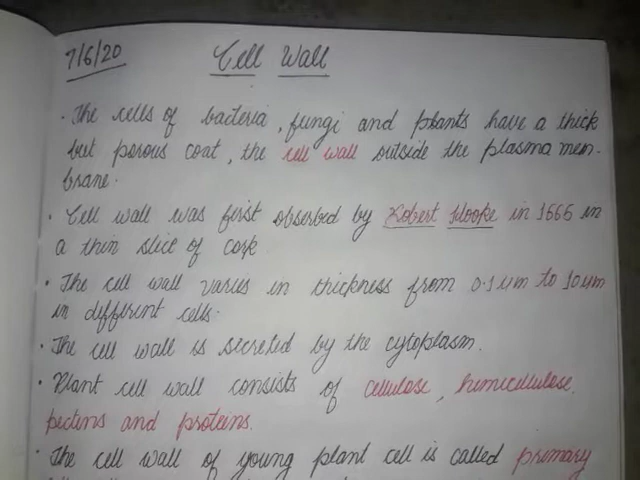 7/6/20
Cell Wall
· The cells of bacteria, fungi and plants have a thick
but porous coat, the cell wall outside the plasma mem-
brane.
· Cell wall was first observed by Robert Hooke in 1666 in
a thin slice of cork
· The cell wall varies in thickness from 0.1 um to 10 um
in different cells.
· The cell wall is secreted by the cytoplasm.
· Plant cell wall consists of cellulose, hemicellulose,
pectins and proteins.
· The cell wall of young plant cell is called primary